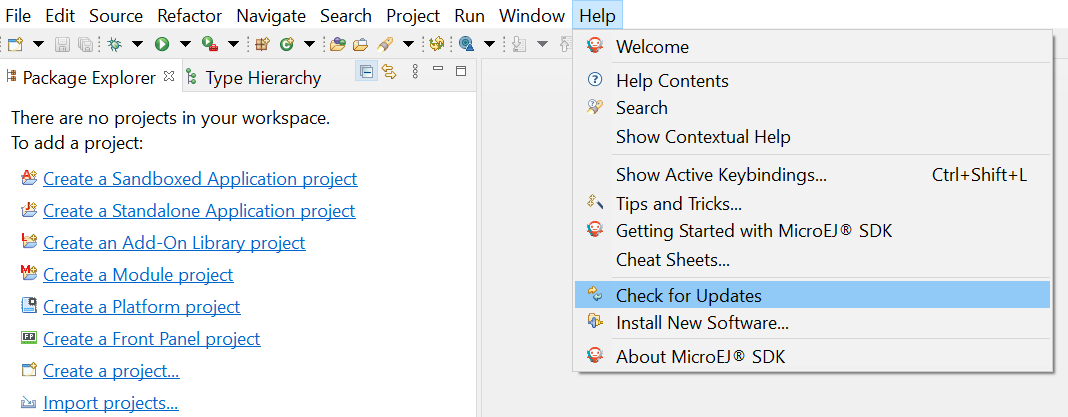 File Edit Source Refactor Navigate Search Project Run Window Help
Package Explorer Type Hierarchy
There are no projects in your workspace.
To add a project:
Create a Sandboxed Application project
Create a Standalone Application project
Create an Add-On Library project
Create a Module project
Create a Platform project
Create a Front Panel project
Create a project...
Import projects...
Welcome
Help Contents
Search
Show Contextual Help
Show Active Keybindings... Ctrl+Shift+L
Tips and Tricks...
Getting Started with MicroEJ® SDK
Cheat Sheets...
Check for Updates
Install New Software...
About MicroEJ® SDK